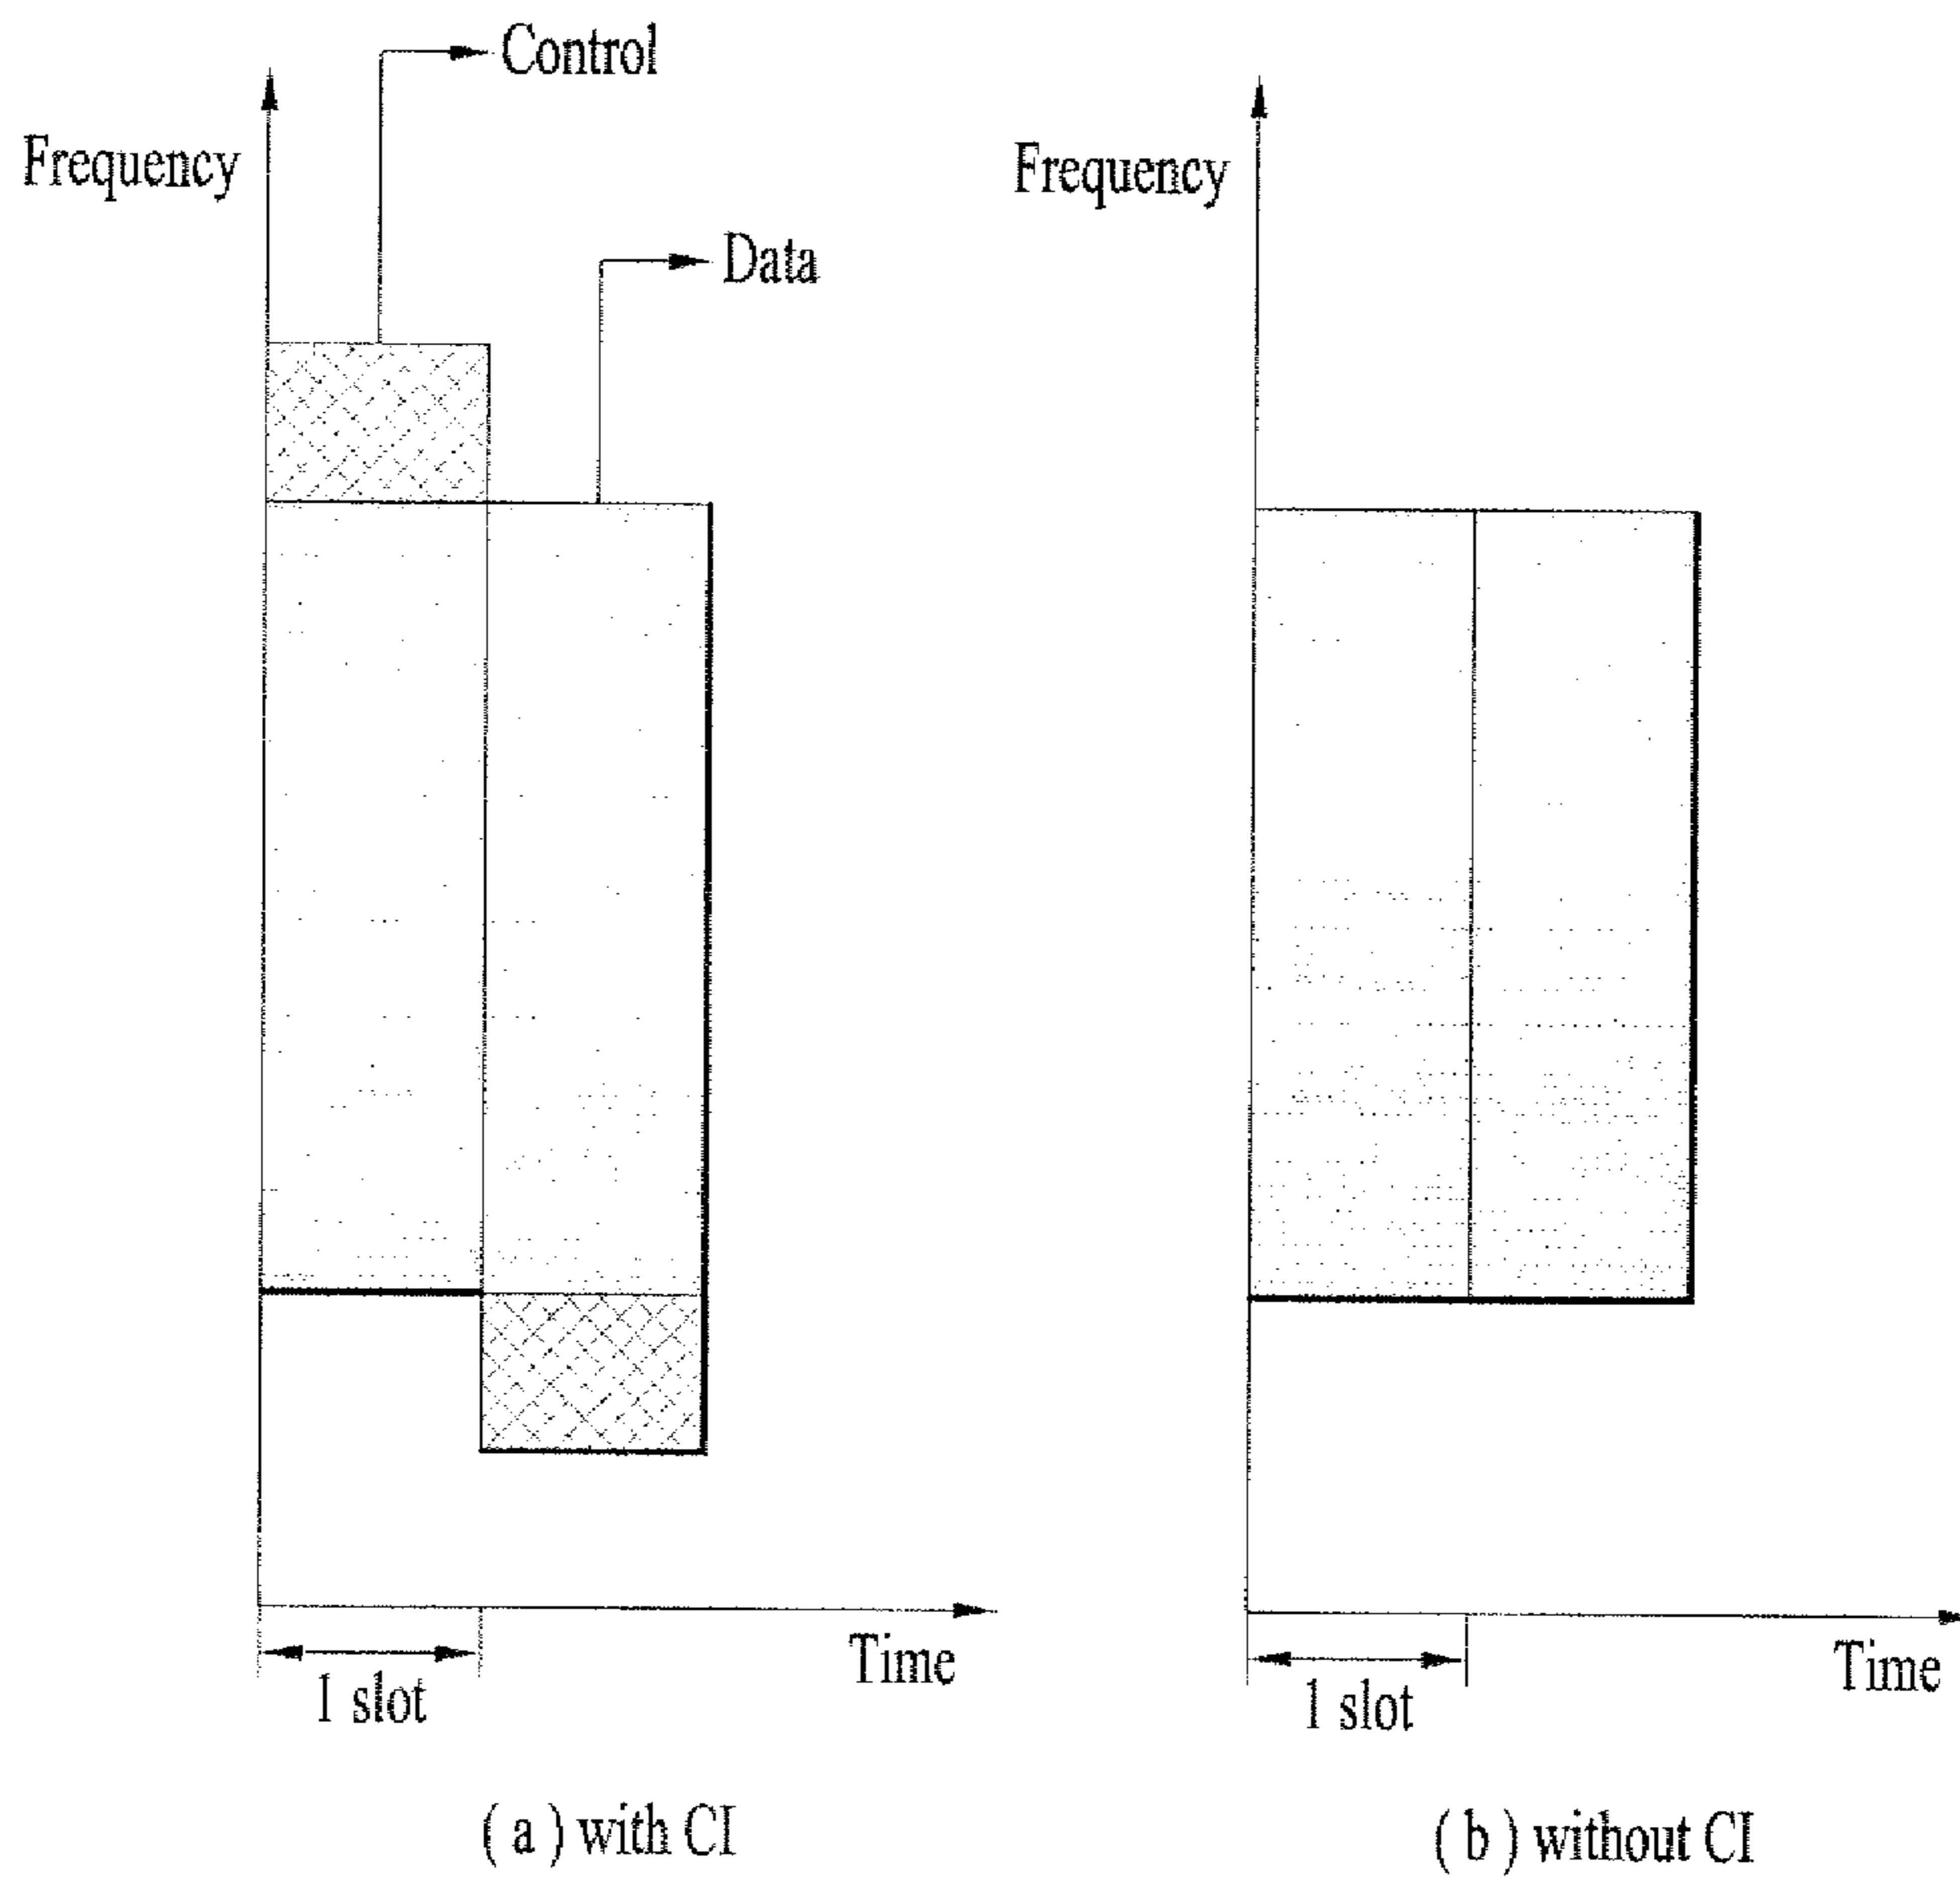 Control
Frequency
Data
Time
1 slot
( a ) with CI
Frequency
Time
1 slot
( b ) without CI